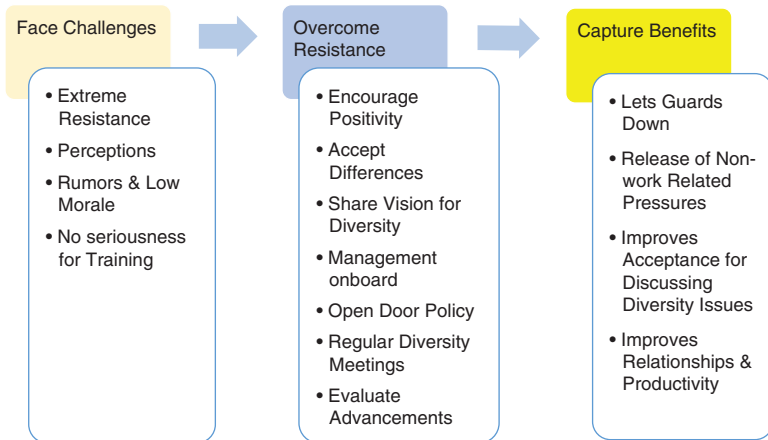 Face Challenges
• Extreme
Resistance
• Perceptions
• Rumors & Low
Morale
• No seriousness
for Training
Overcome
Resistance
• Encourage
Positivity
• Accept
Differences
• Share Vision for
Diversity
• Management
onboard
• Open Door Policy
• Regular Diversity
Meetings
• Evaluate
Advancements
Capture Benefits
• Lets Guards
Down
• Release of Non-
work Related
Pressures
• Improves
Acceptance for
Discussing
Diversity Issues
• Improves
Relationships &
Productivity